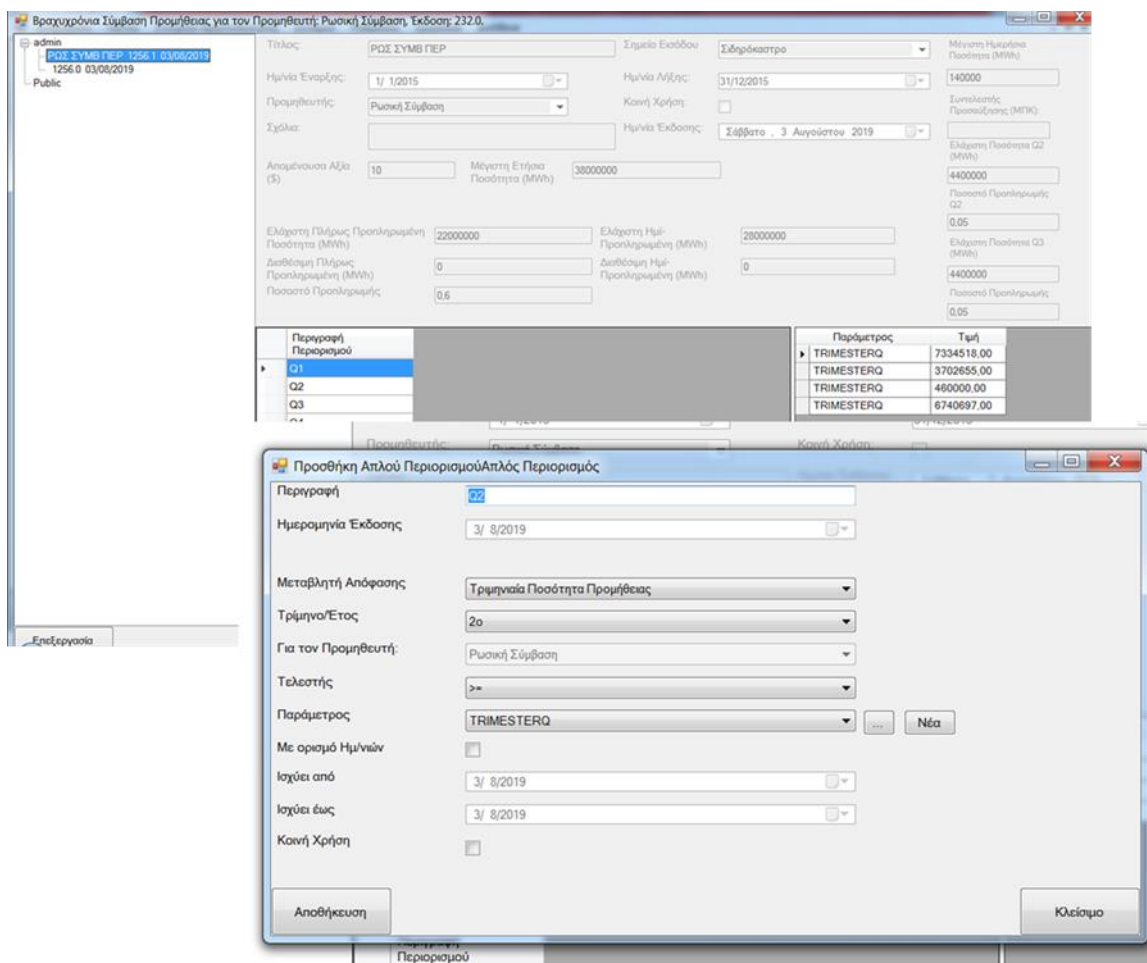 Βραχυχρόνια Σύμβαση Προμήθειας για τον Προμηθευτή: Ρωσική Σύμβαση, Έκδοση: 232.0,
admin
ΡΩΣ ΣΥΜΒ ΠΕΡ 1256.1 03/08/2019
1256.0 03/08/2019
Public
Επεξεργασία
Τίτλος:
ΡΩΣ ΣΥΜΒ ΠΕΡ
Σημείο Εισόδου
Σιδηρόκαστρο
Μέγιστη Ημερήσια
Ποσότητα (MWh)
140000
Ημ/νία Έναρξης:
1/ 1/2015
Ημ/νία Λήξης:
31/12/2015
Προμηθευτής:
Ρωσική Σύμβαση
Κοινή Χρήση:
Συντελεστής
Προσαύξησης (ΜΠΚ):
Σχόλια:
Ημ/νία Έκδοσης:
Σάββατο , 3 Αυγούστου 2019
Ελάχιστη Ποσότητα Q2
(MWh)
4400000
Απομένουσα Αξία
($)
10
Μέγιστη Ετήσια
Ποσότητα (MWh)
38000000
Ποσοστό Προπληρωμής
Q2
0,05
Ελάχιστη Πλήρως Προπληρωμένη
Ποσότητα (MWh)
22000000
Ελάχιστη Ημί-
Προπληρωμένη (MWh)
28000000
Ελάχιστη Ποσότητα Q3
(MWh)
4400000
Διαθέσιμη Πλήρως
Προπληρωμένη (MWh)
0
Διαθέσιμη Ημί-
Προπληρωμένη (MWh)
0
Ποσοστό Προπληρωμής
0,6
Ποσοστό Προπληρωμής
0,05
Περιγραφή
Περιορισμού
Q1
Q2
Q3
Παράμετρος Τιμή
TRIMESTERQ 7334518,00
TRIMESTERQ 3702655,00
TRIMESTERQ 460000,00
TRIMESTERQ 6740697,00
Προμηθευτής: Ρωσική Σύμβαση Κοινή Χρήση:
Προσθήκη Απλού ΠεριορισμούΑπλός Περιορισμός
Περιγραφή
Q2
Ημερομηνία Έκδοσης
3/ 8/2019
Μεταβλητή Απόφασης
Τριμηνιαία Ποσότητα Προμήθειας
Τρίμηνο/Έτος
2ο
Για τον Προμηθευτή:
Ρωσική Σύμβαση
Τελεστής
>=
Παράμετρος
TRIMESTERQ
...
Νέα
Με ορισμό Ημ/νιών
Ισχύει από
3/ 8/2019
Ισχύει έως
3/ 8/2019
Κοινή Χρήση
Αποθήκευση
Κλείσιμο
Περιορισμού